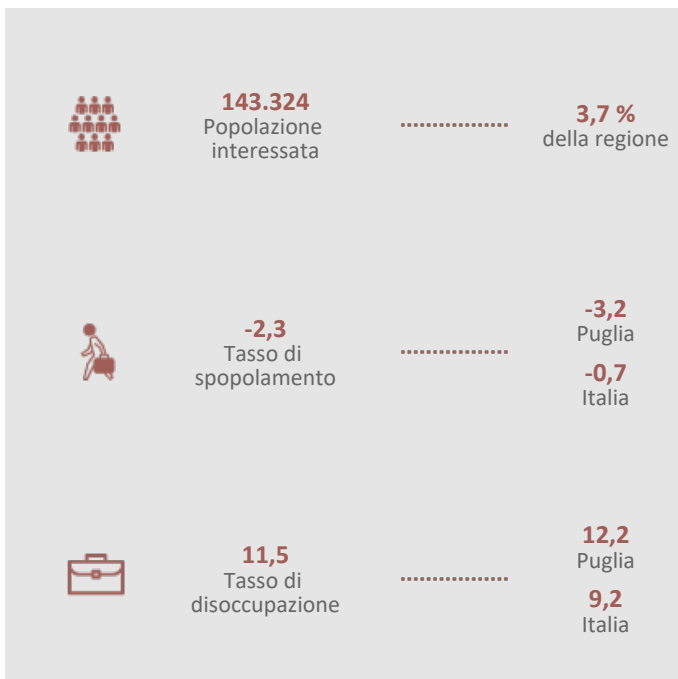 143.324
Popolazione
interessata
3,7 %
della regione
-2,3
Tasso di
spopolamento
-3,2
Puglia
-0,7
Italia
11,5
Tasso di
disoccupazione
12,2
Puglia
9,2
Italia